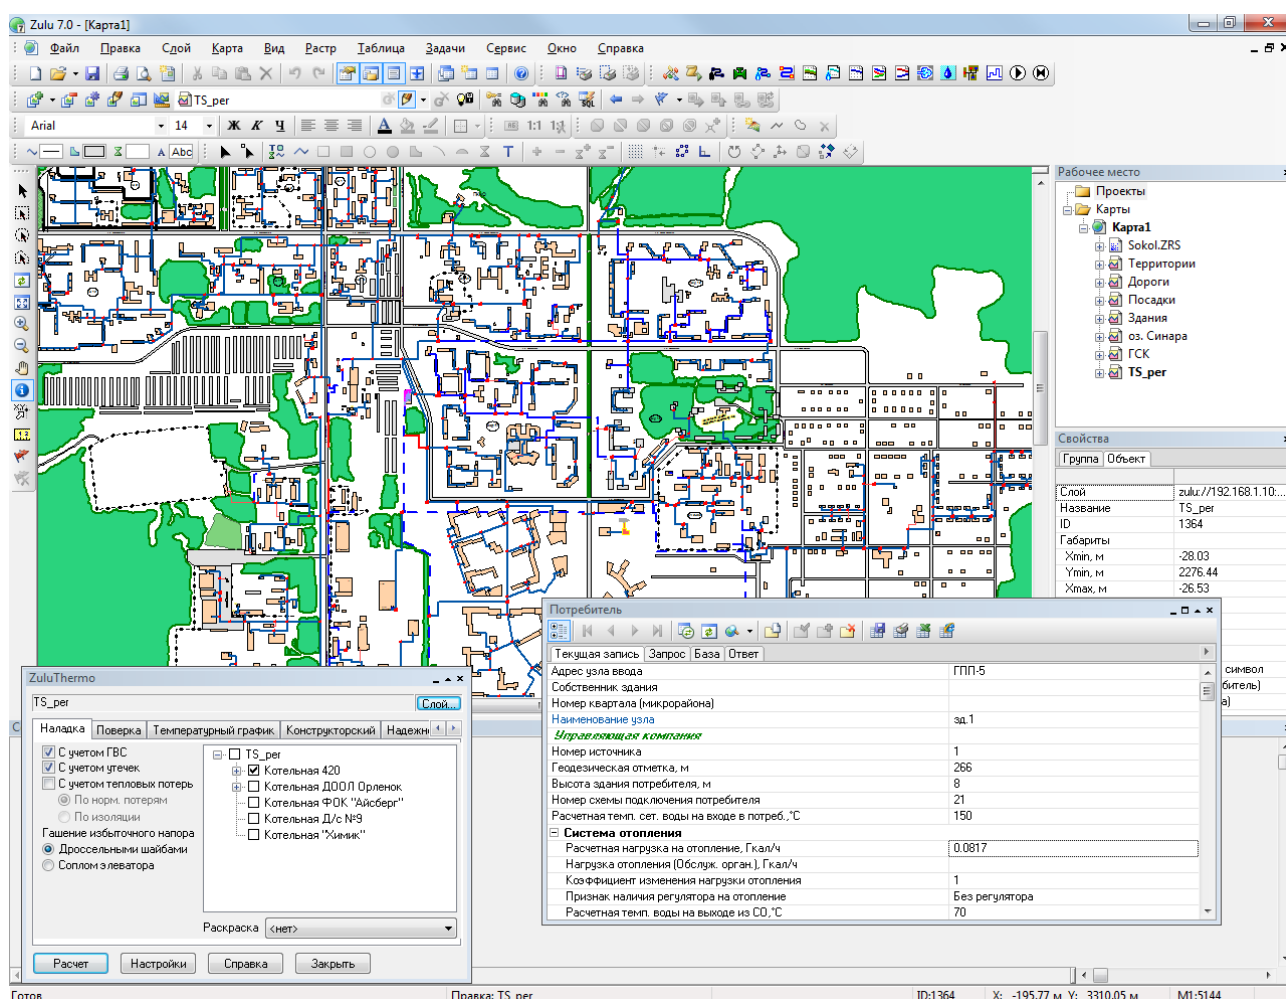 Zulu 7.0 - [Карта1]
Файл Правка Слой Карта Вид Растр Таблица Задачи Сервис Окно Справка
TS_per
Arial 14 Ж К Ч А 1:1
A Abc T
Рабочее место
Проекты
Карты
Карта1
Sokol.ZRS
Территории
Дороги
Посадки
Здания
оз. Синара
ГСК
TS_per
Свойства
Группа Объект
Слой zulu://192.168.1.10:...
Название TS_per
ID 1364
Габариты
Xmin, м -28.03
Ymin, м 2276.44
Xmax, м -26.53
символ
Потребитель
Текущая запись Запрос База Ответ
Адрес узла ввода ГПП-5
Собственник здания
Номер квартала (микрорайона)
Наименование узла зд.1
Управляющая компания
Номер источника 1
Геодезическая отметка, м 266
Высота здания потребителя, м 8
Номер схемы подключения потребителя 21
Расчетная темп. сет. воды на входе в потреб.,°C 150
Система отопления
Расчетная нагрузка на отопление, Гкал/ч 0.0817
Нагрузка отопления (Обслуж. орган.), Гкал/ч
Коэффициент изменения нагрузки отопления 1
Признак наличия регулятора на отопление Без регулятора
Расчетная темп. воды на выходе из СО,°C 70
ZuluThermo
TS_per Слой...
Наладка Поверка Температурный график Конструкторский Надежн
С учетом ГВС
С учетом утечек
С учетом тепловых потерь
По норм. потерям
По изоляции
Гашение избыточного напора
Дроссельными шайбами
Соплом элеватора
TS_per
Котельная 420
Котельная ДООЛ Орленок
Котельная ФОК "Айсберг"
Котельная Д/с №9
Котельная "Химик"
Раскраска <нет>
Расчет Настройки Справка Закрыть
Готов Правка: TS_per ID:1364 X: -195.77 м Y: 3310.05 м М1:5144